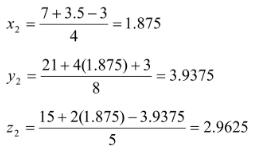 x₂ = (7 + 3.5 − 3)/4 = 1.875
y₂ = (21 + 4(1.875) + 3)/8 = 3.9375
z₂ = (15 + 2(1.875) − 3.9375)/5 = 2.9625